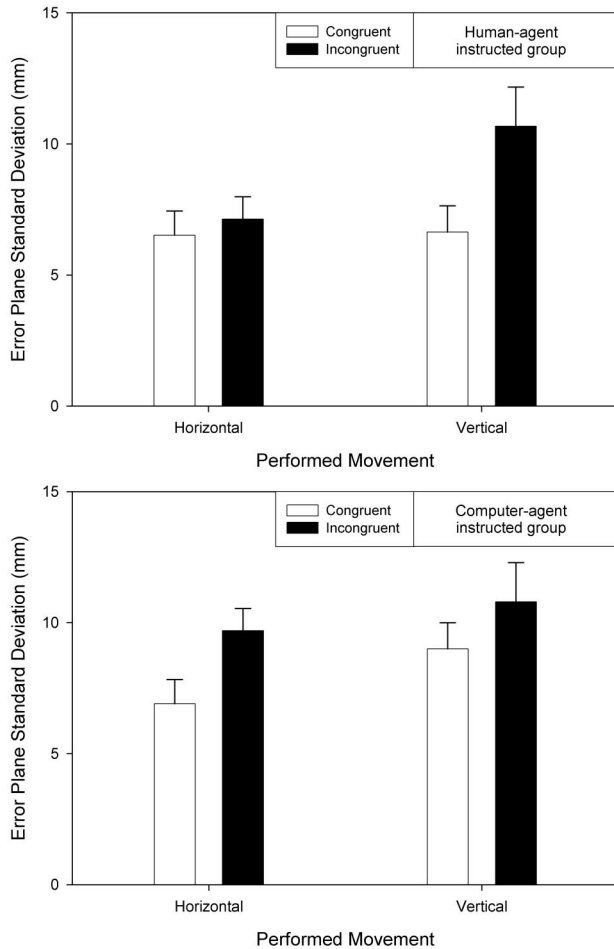 15
10
5
0
Error Plane Standard Deviation (mm)
Congruent
Incongruent
Human-agent
instructed group
Horizontal
Vertical
Performed Movement
15
10
5
0
Error Plane Standard Deviation (mm)
Congruent
Incongruent
Computer-agent
instructed group
Horizontal
Vertical
Performed Movement